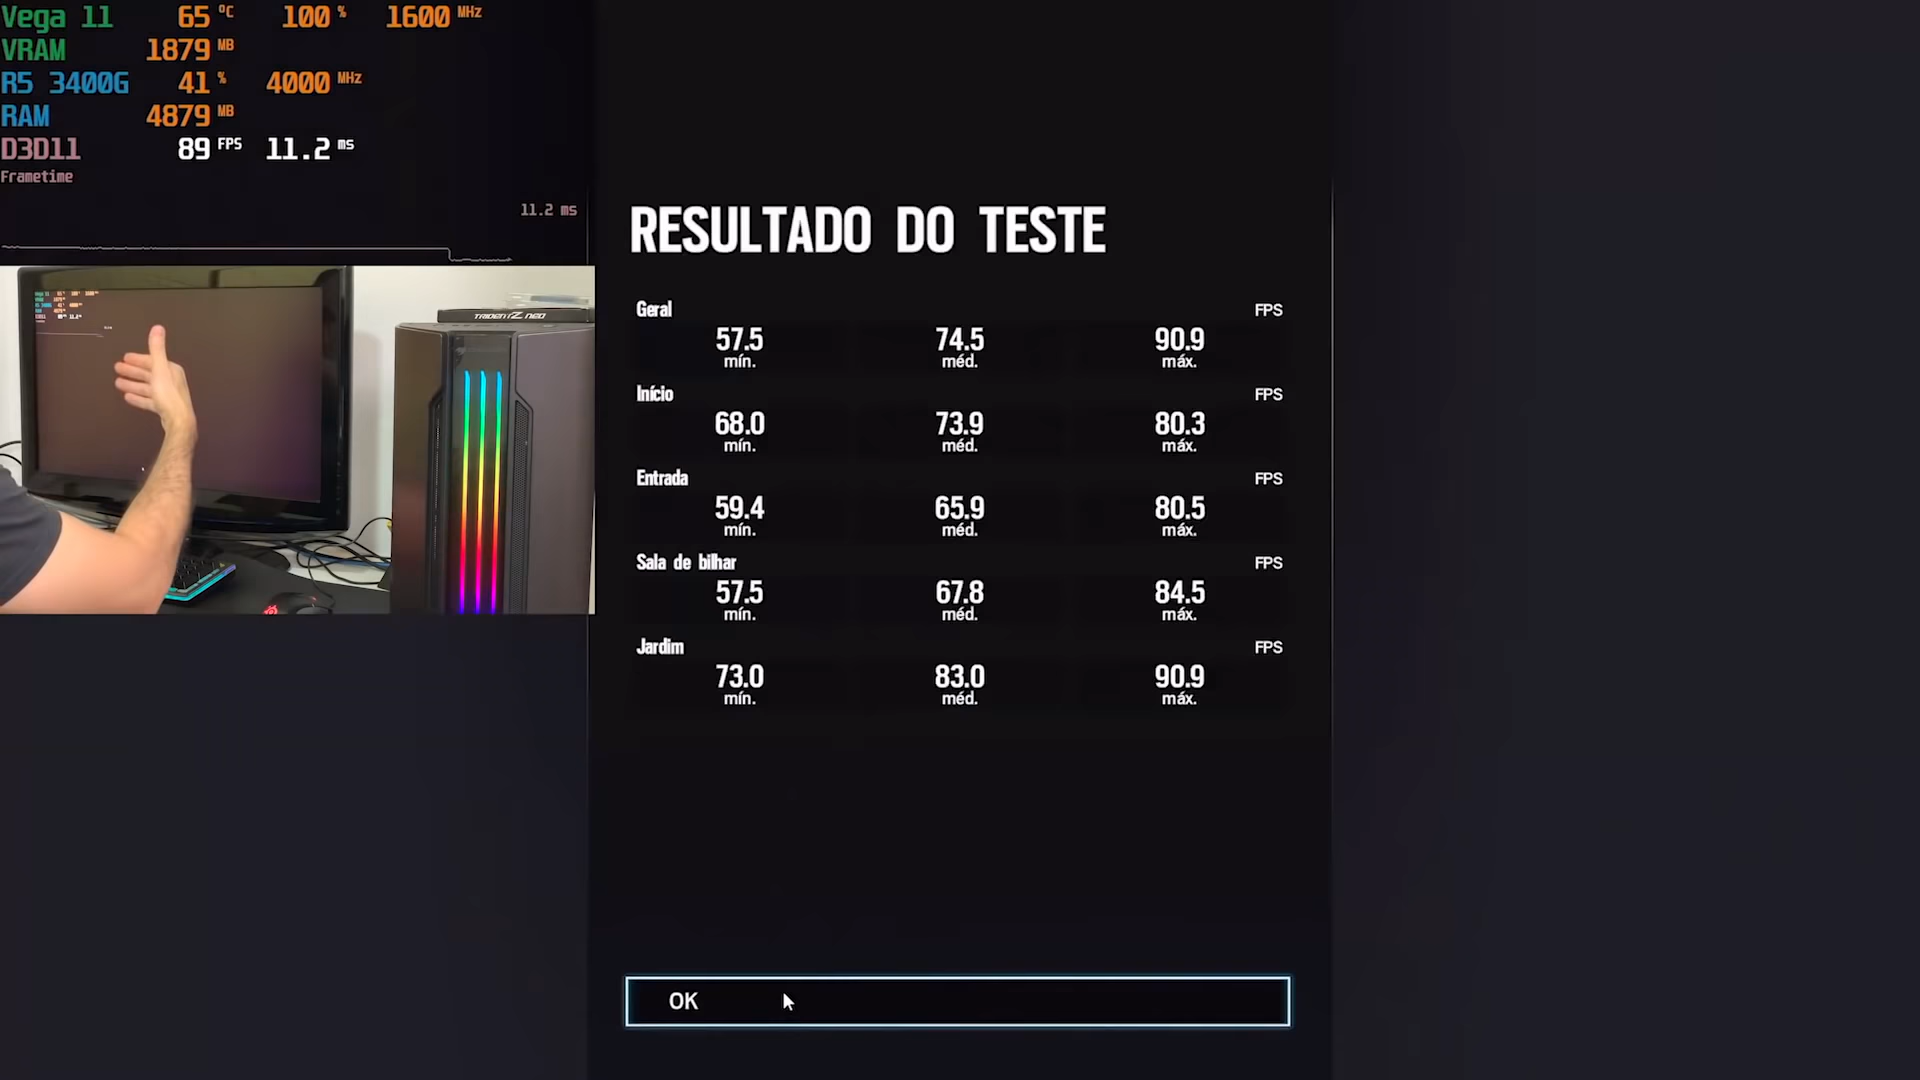 Vega 11 65 °C 100 % 1600 MHz
VRAM 1879 MB
R5 3400G 41 % 4000 MHz
RAM 4879 MB
D3D11 89 FPS 11.2 ms
Frametime
11.2 ms
TRIDENT Z NEO
RESULTADO DO TESTE
Geral FPS
57.5 74.5 90.9
mín. méd. máx.
Início FPS
68.0 73.9 80.3
mín. méd. máx.
Entrada FPS
59.4 65.9 80.5
mín. méd. máx.
Sala de bilhar FPS
57.5 67.8 84.5
mín. méd. máx.
Jardim FPS
73.0 83.0 90.9
mín. méd. máx.
OK